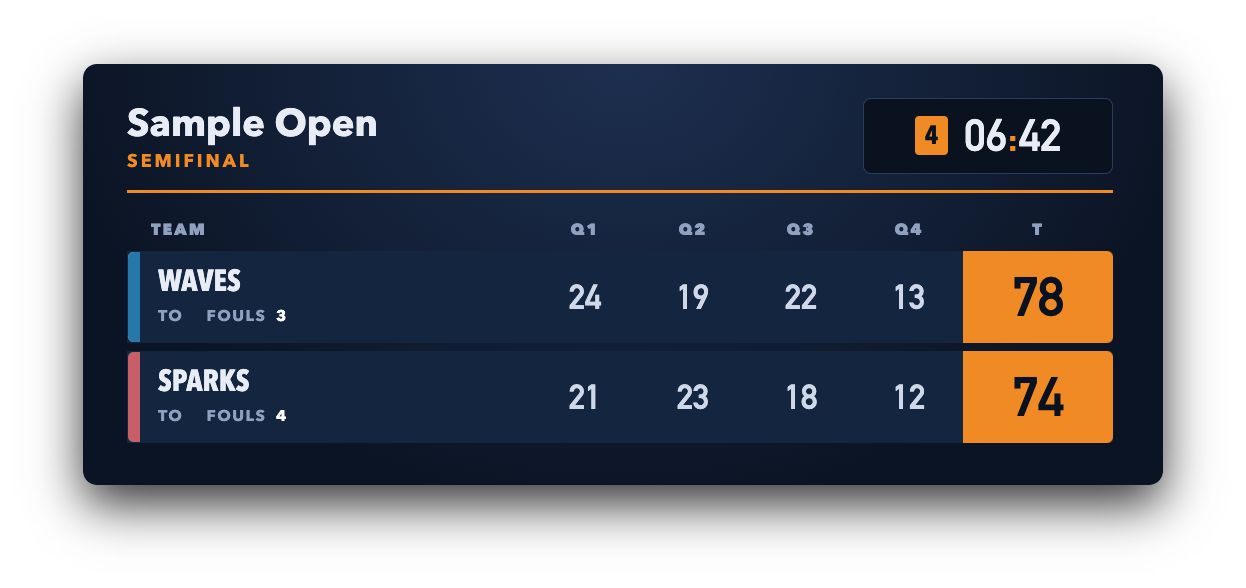 Sample Open
SEMIFINAL
4 06:42
TEAM Q1 Q2 Q3 Q4 T
WAVES
TO FOULS 3
24 19 22 13 78
SPARKS
TO FOULS 4
21 23 18 12 74